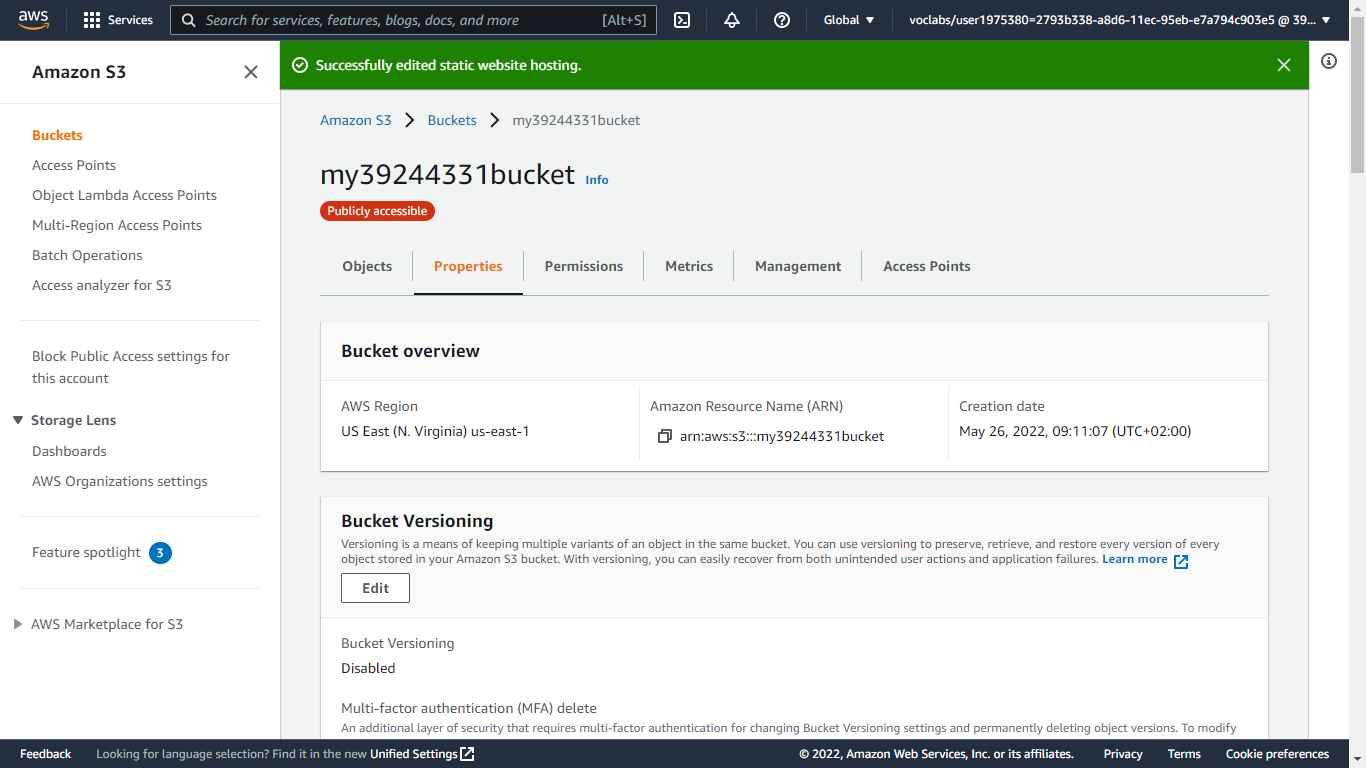 aws
Services
Search for services, features, blogs, docs, and more
[Alt+S]
Global
voclabs/user1975380=2793b338-a8d6-11ec-95eb-e7a794c903e5 @ 39...
Amazon S3
Buckets
Access Points
Object Lambda Access Points
Multi-Region Access Points
Batch Operations
Access analyzer for S3
Block Public Access settings for
this account
Storage Lens
Dashboards
AWS Organizations settings
Feature spotlight 3
AWS Marketplace for S3
Successfully edited static website hosting.
Amazon S3 > Buckets > my39244331bucket
my39244331bucket Info
Publicly accessible
Objects
Properties
Permissions
Metrics
Management
Access Points
Bucket overview
AWS Region
US East (N. Virginia) us-east-1
Amazon Resource Name (ARN)
arn:aws:s3:::my39244331bucket
Creation date
May 26, 2022, 09:11:07 (UTC+02:00)
Bucket Versioning
Versioning is a means of keeping multiple variants of an object in the same bucket. You can use versioning to preserve, retrieve, and restore every version of every
object stored in your Amazon S3 bucket. With versioning, you can easily recover from both unintended user actions and application failures. Learn more
Edit
Bucket Versioning
Disabled
Multi-factor authentication (MFA) delete
An additional layer of security that requires multi-factor authentication for changing Bucket Versioning settings and permanently deleting object versions. To modify
Feedback
Looking for language selection? Find it in the new Unified Settings
© 2022, Amazon Web Services, Inc. or its affiliates.
Privacy
Terms
Cookie preferences